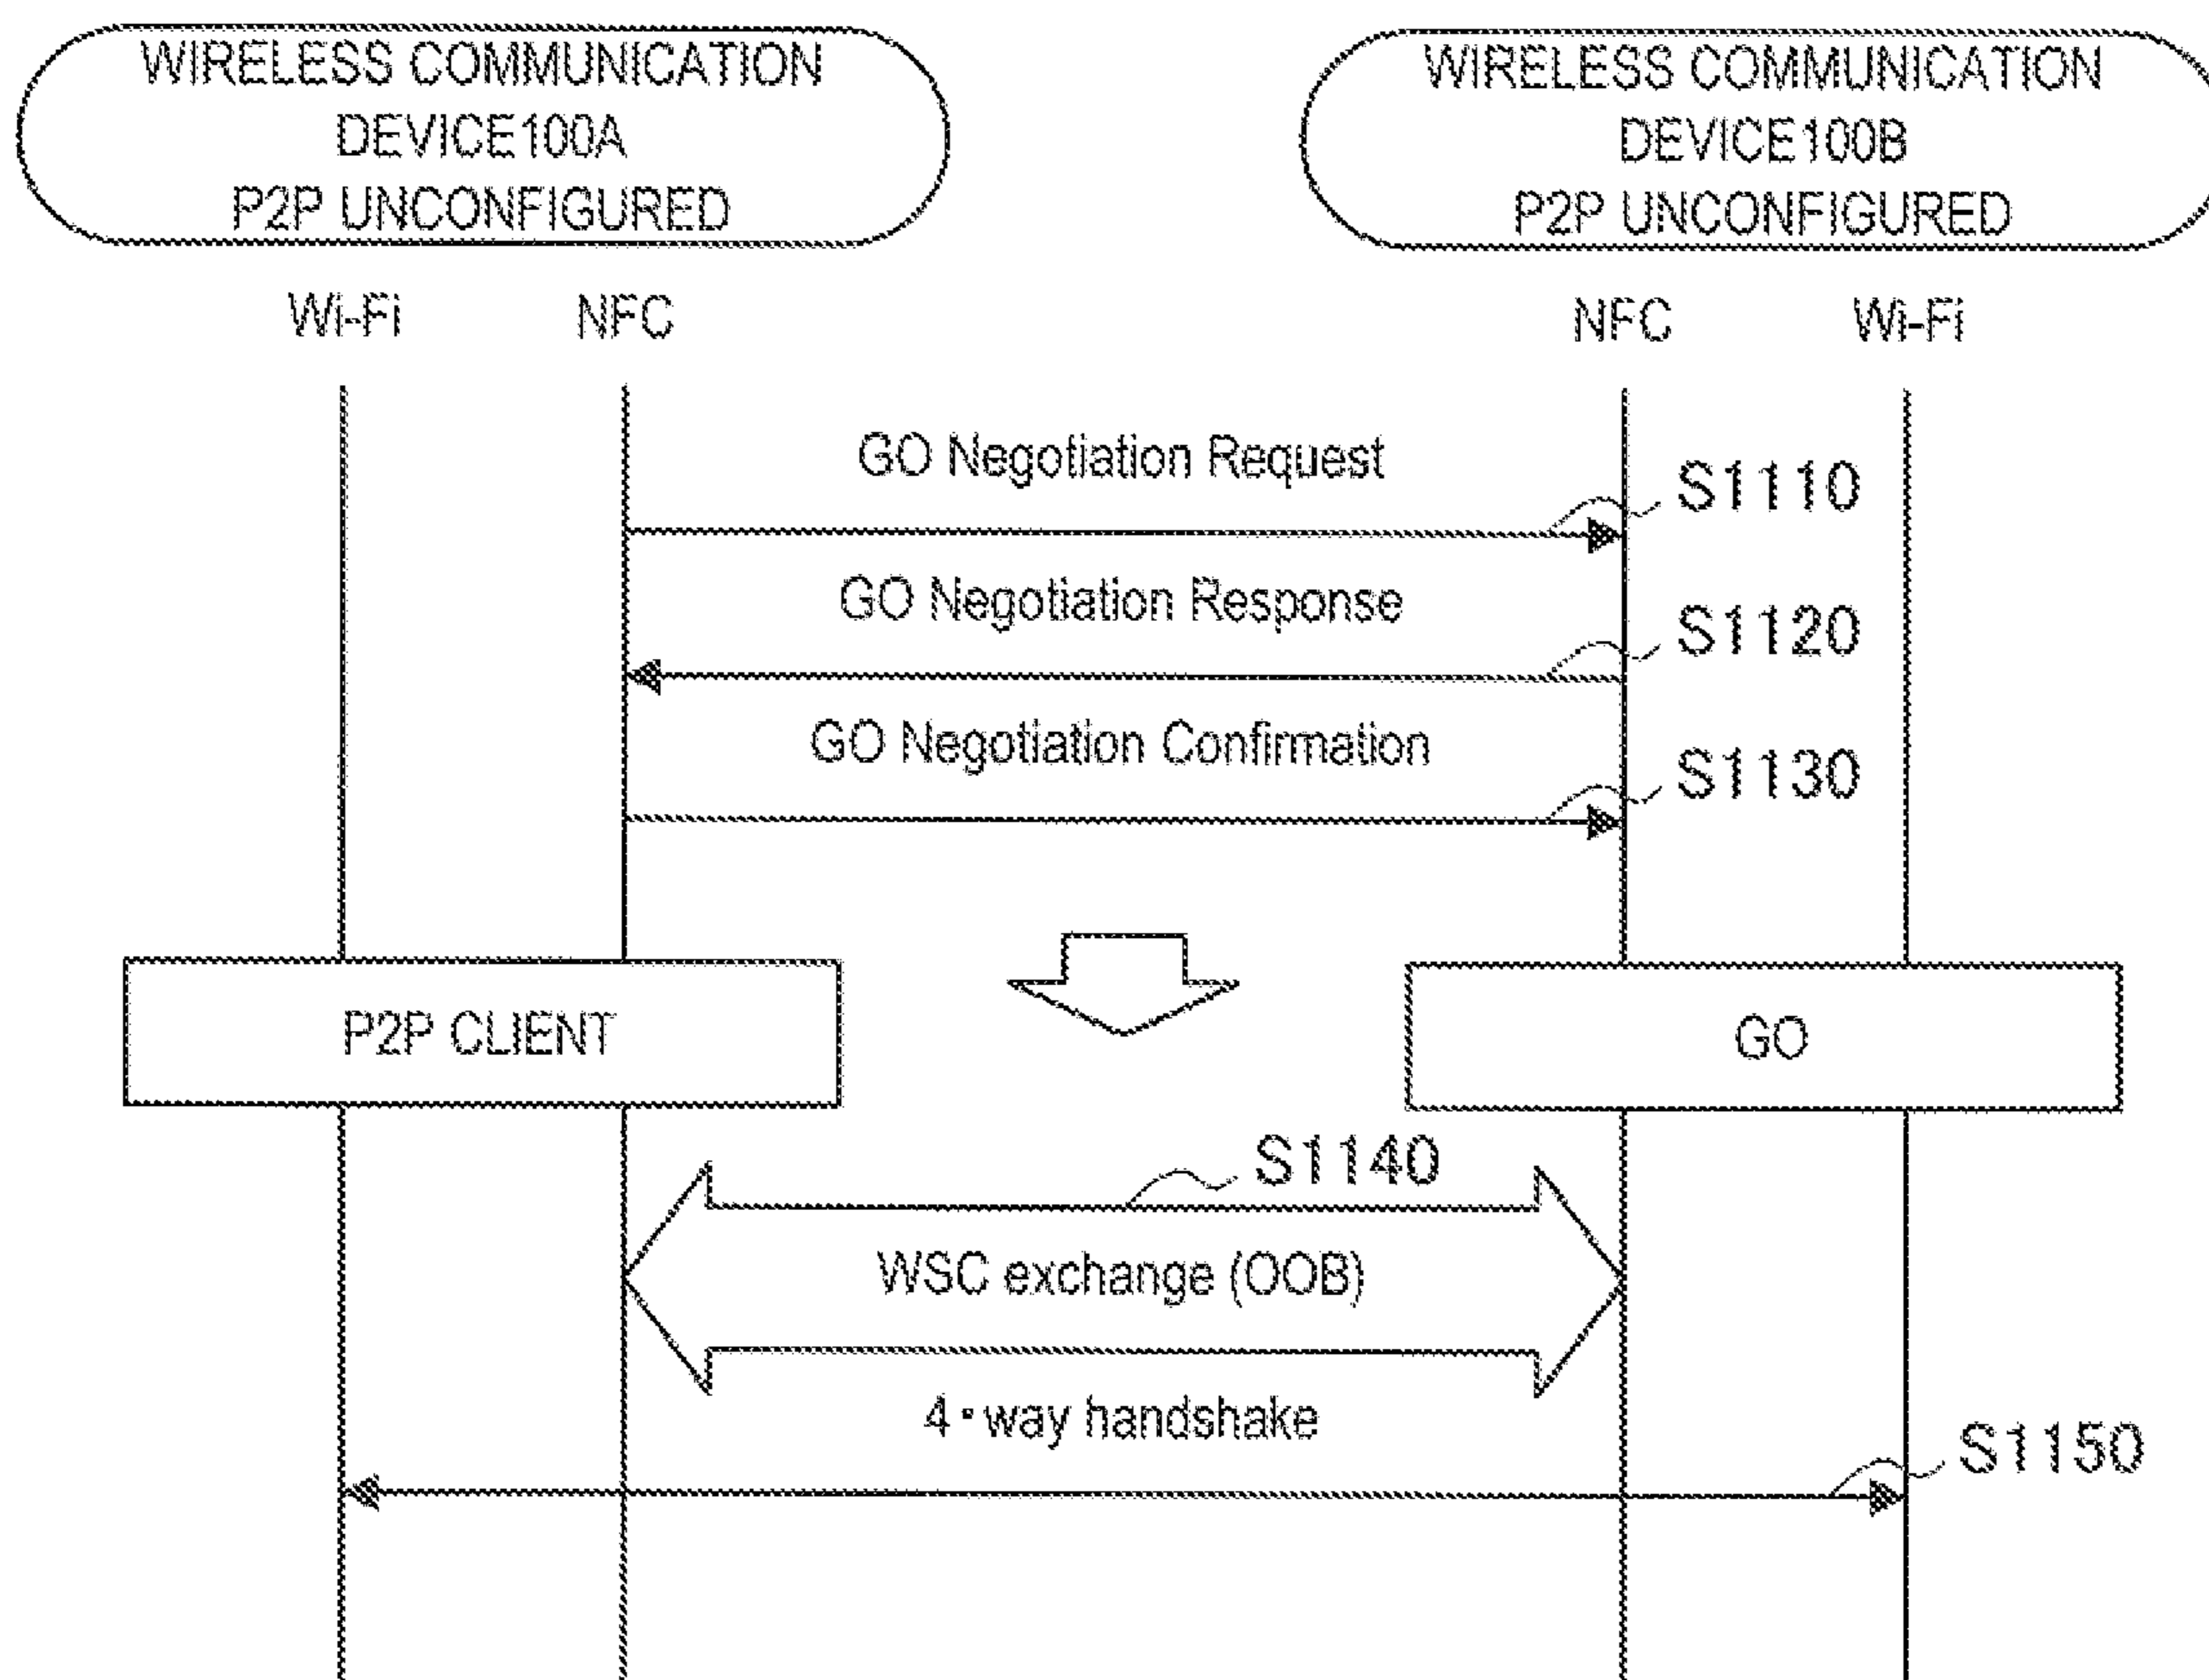 WIRELESS COMMUNICATION
DEVICE100A
P2P UNCONFIGURED
WIRELESS COMMUNICATION
DEVICE100B
P2P UNCONFIGURED
Wi-Fi
NFC
NFC
Wi-Fi
GO Negotiation Request
S1110
GO Negotiation Response
S1120
GO Negotiation Confirmation
S1130
P2P CLIENT
GO
S1140
WSC exchange (OOB)
4・way handshake
S1150